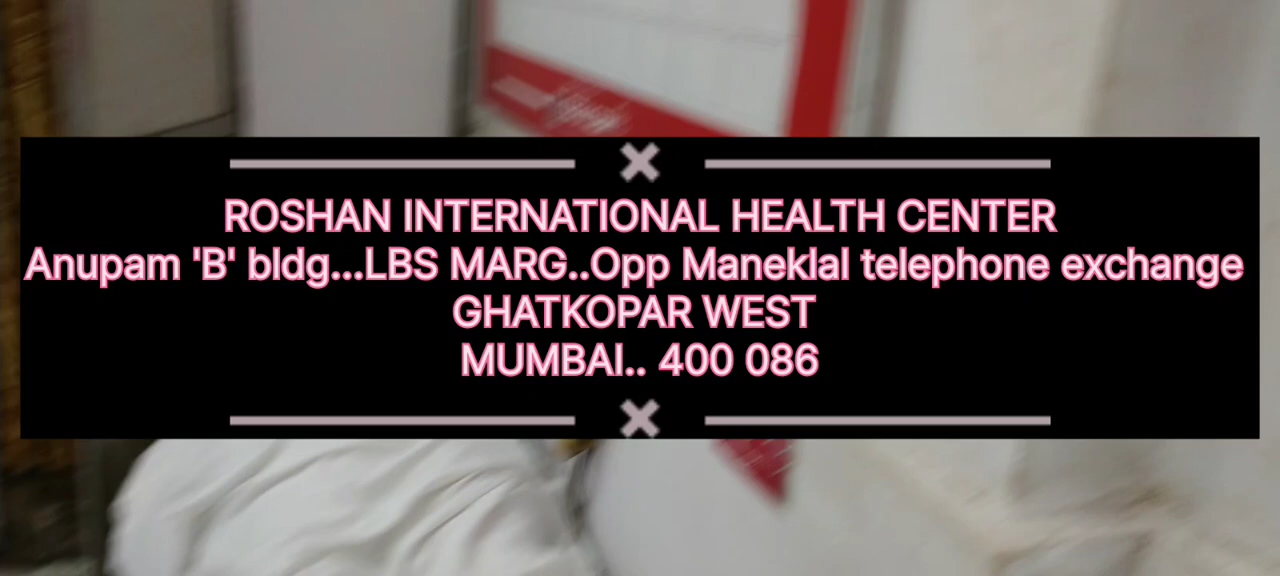 ROSHAN INTERNATIONAL HEALTH CENTER
Anupam 'B' bldg...LBS MARG..Opp Maneklal telephone exchange
GHATKOPAR WEST
MUMBAI.. 400 086